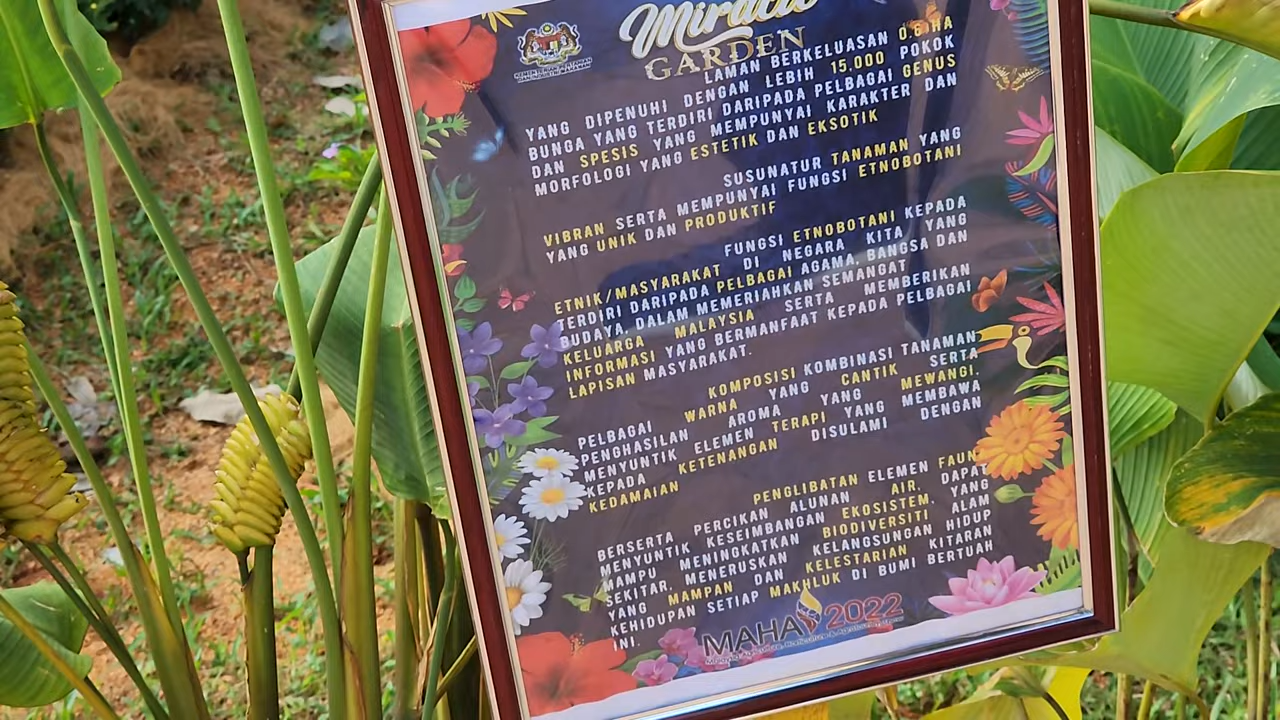 Miracle
GARDEN
LAMAN BERKELUASAN 0.6 HA
YANG DIPENUHI DENGAN LEBIH 15.000 POKOK
BUNGA YANG TERDIRI DARIPADA PELBAGAI GENUS
DAN SPESIS YANG MEMPUNYAI KARAKTER DAN
MORFOLOGI YANG ESTETIK DAN EKSOTIK
SUSUNATUR TANAMAN YANG
VIBRAN SERTA MEMPUNYAI FUNGSI ETNOBOTANI
YANG UNIK DAN PRODUKTIF
FUNGSI ETNOBOTANI KEPADA
ETNIK/MASYARAKAT DI NEGARA KITA YANG
TERDIRI DARIPADA PELBAGAI AGAMA, BANGSA DAN
BUDAYA, DALAM MEMERIAHKAN SEMANGAT
KELUARGA MALAYSIA SERTA MEMBERIKAN
INFORMASI YANG BERMANFAAT KEPADA PELBAGAI
LAPISAN MASYARAKAT.
KOMPOSISI KOMBINASI TANAMAN
PELBAGAI WARNA YANG CANTIK SERTA
PENGHASILAN AROMA YANG MEWANGI,
MENYUNTIK ELEMEN TERAPI YANG MEMBAWA
KEPADA KETENANGAN DISULAMI DENGAN
KEDAMAIAN
PENGLIBATAN ELEMEN FAUNA
BERSERTA PERCIKAN ALUNAN AIR, DAPAT
MENYUNTIK KESEIMBANGAN EKOSISTEM, YANG
MAMPU MENINGKATKAN BIODIVERSITI ALAM
SEKITAR, MENERUSKAN KELANGSUNGAN HIDUP
YANG MAMPAN DAN KELESTARIAN KITARAN
KEHIDUPAN SETIAP MAKHLUK DI BUMI BERTUAH
INI.
MAHA 2022